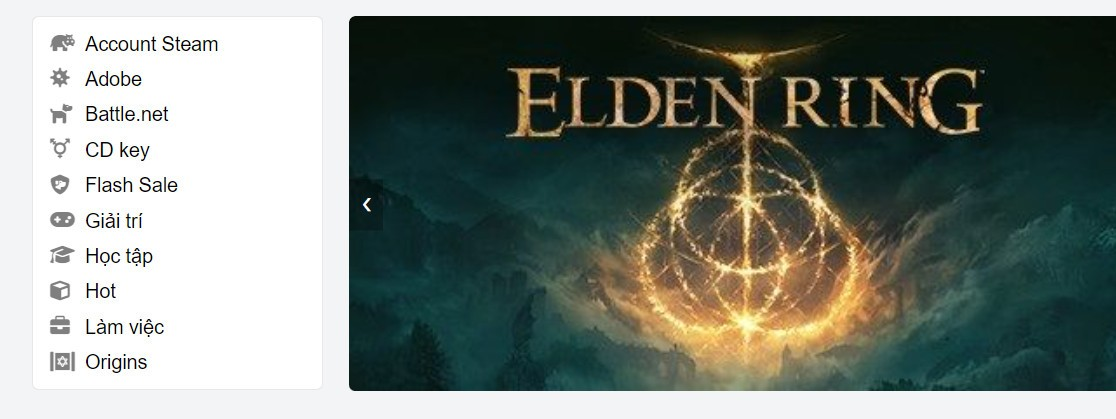 Account Steam
Adobe
Battle.net
CD key
Flash Sale
Giải trí
Học tập
Hot
Làm việc
Origins
ELDEN RING